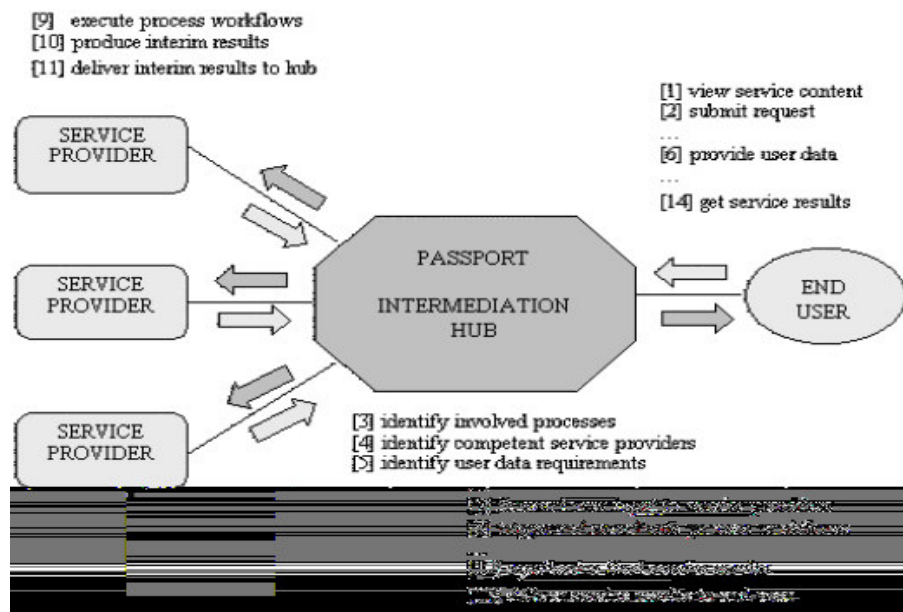 [9] execute process workflows
[10] produce interim results
[11] deliver interim results to hub
[1] view service content
[2] submit request
...
[6] provide user data
...
[14] get service results
SERVICE
PROVIDER
PASSPORT
INTERMEDIATION
HUB
SERVICE
PROVIDER
END
USER
SERVICE
PROVIDER
[3] identify involved processes
[4] identify competent service providers
[5] identify user data requirements